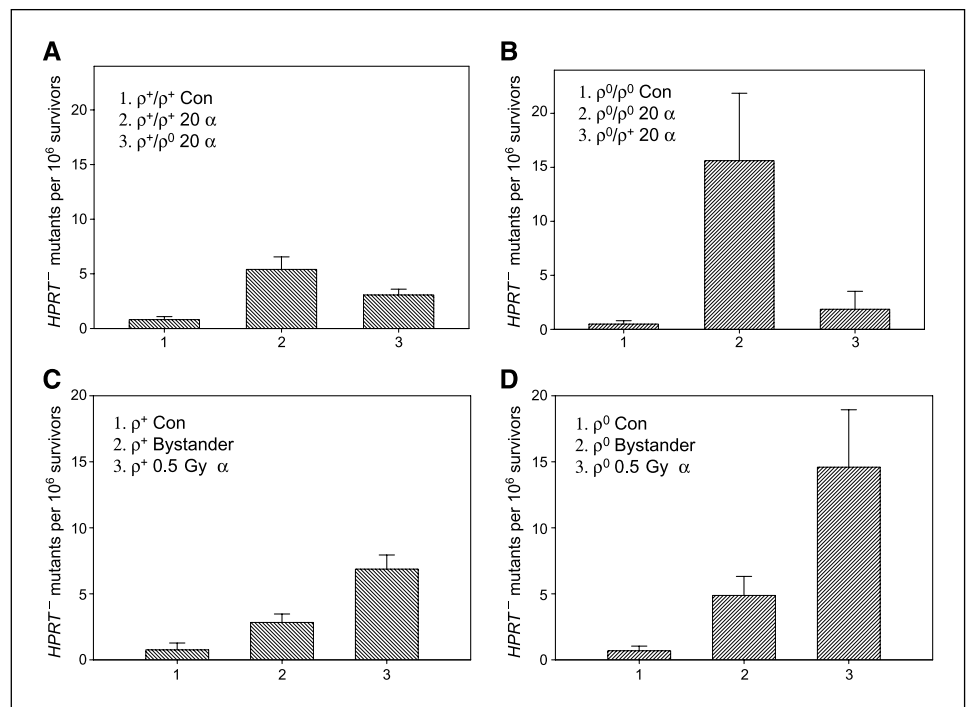 A
HPRT⁻ mutants per 10⁶ survivors
20
15
10
5
0
1. ρ⁺/ρ⁺ Con
2. ρ⁺/ρ⁺ 20 α
3. ρ⁺/ρ⁰ 20 α
1 2 3
B
HPRT⁻ mutants per 10⁶ survivors
20
15
10
5
0
1. ρ⁰/ρ⁰ Con
2. ρ⁰/ρ⁰ 20 α
3. ρ⁰/ρ⁺ 20 α
1 2 3
C
HPRT⁻ mutants per 10⁶ survivors
20
15
10
5
0
1. ρ⁺ Con
2. ρ⁺ Bystander
3. ρ⁺ 0.5 Gy α
1 2 3
D
HPRT⁻ mutants per 10⁶ survivors
20
15
10
5
0
1. ρ⁰ Con
2. ρ⁰ Bystander
3. ρ⁰ 0.5 Gy α
1 2 3